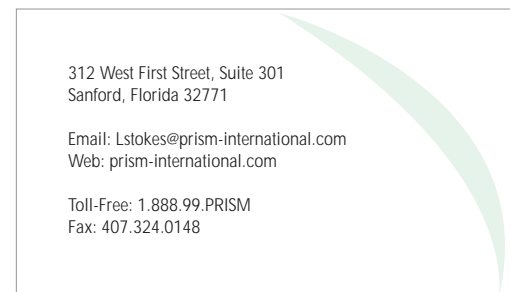 312 West First Street, Suite 301
Sanford, Florida 32771
Email: Lstokes@prism-international.com
Web: prism-international.com
Toll-Free: 1.888.99.PRISM
Fax: 407.324.0148